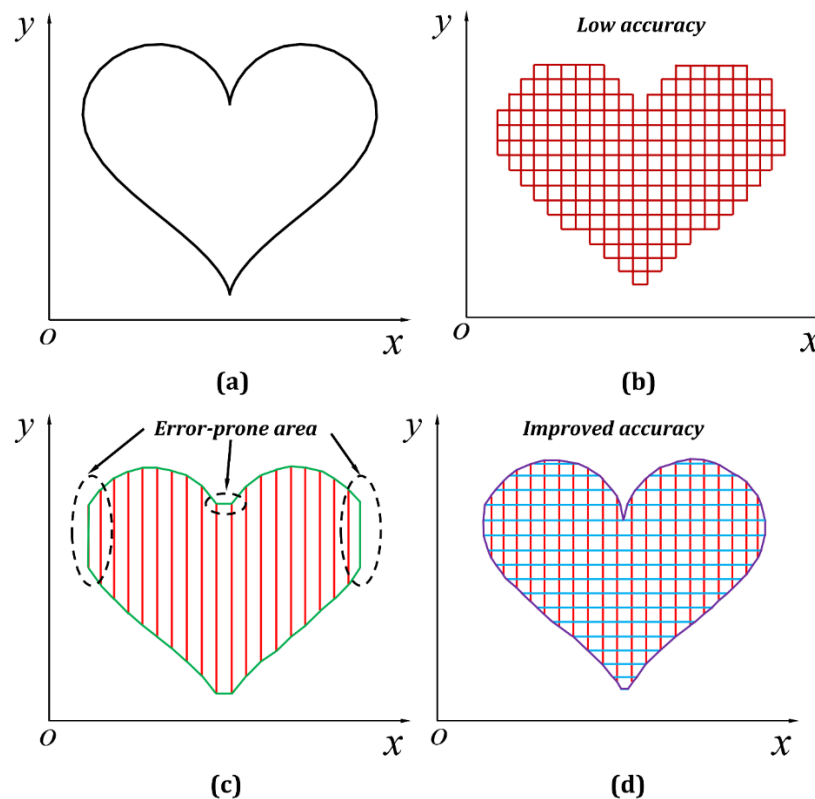 y
o
x
(a)
Low accuracy
y
o
x
(b)
Error-prone area
y
o
x
(c)
Improved accuracy
y
o
x
(d)